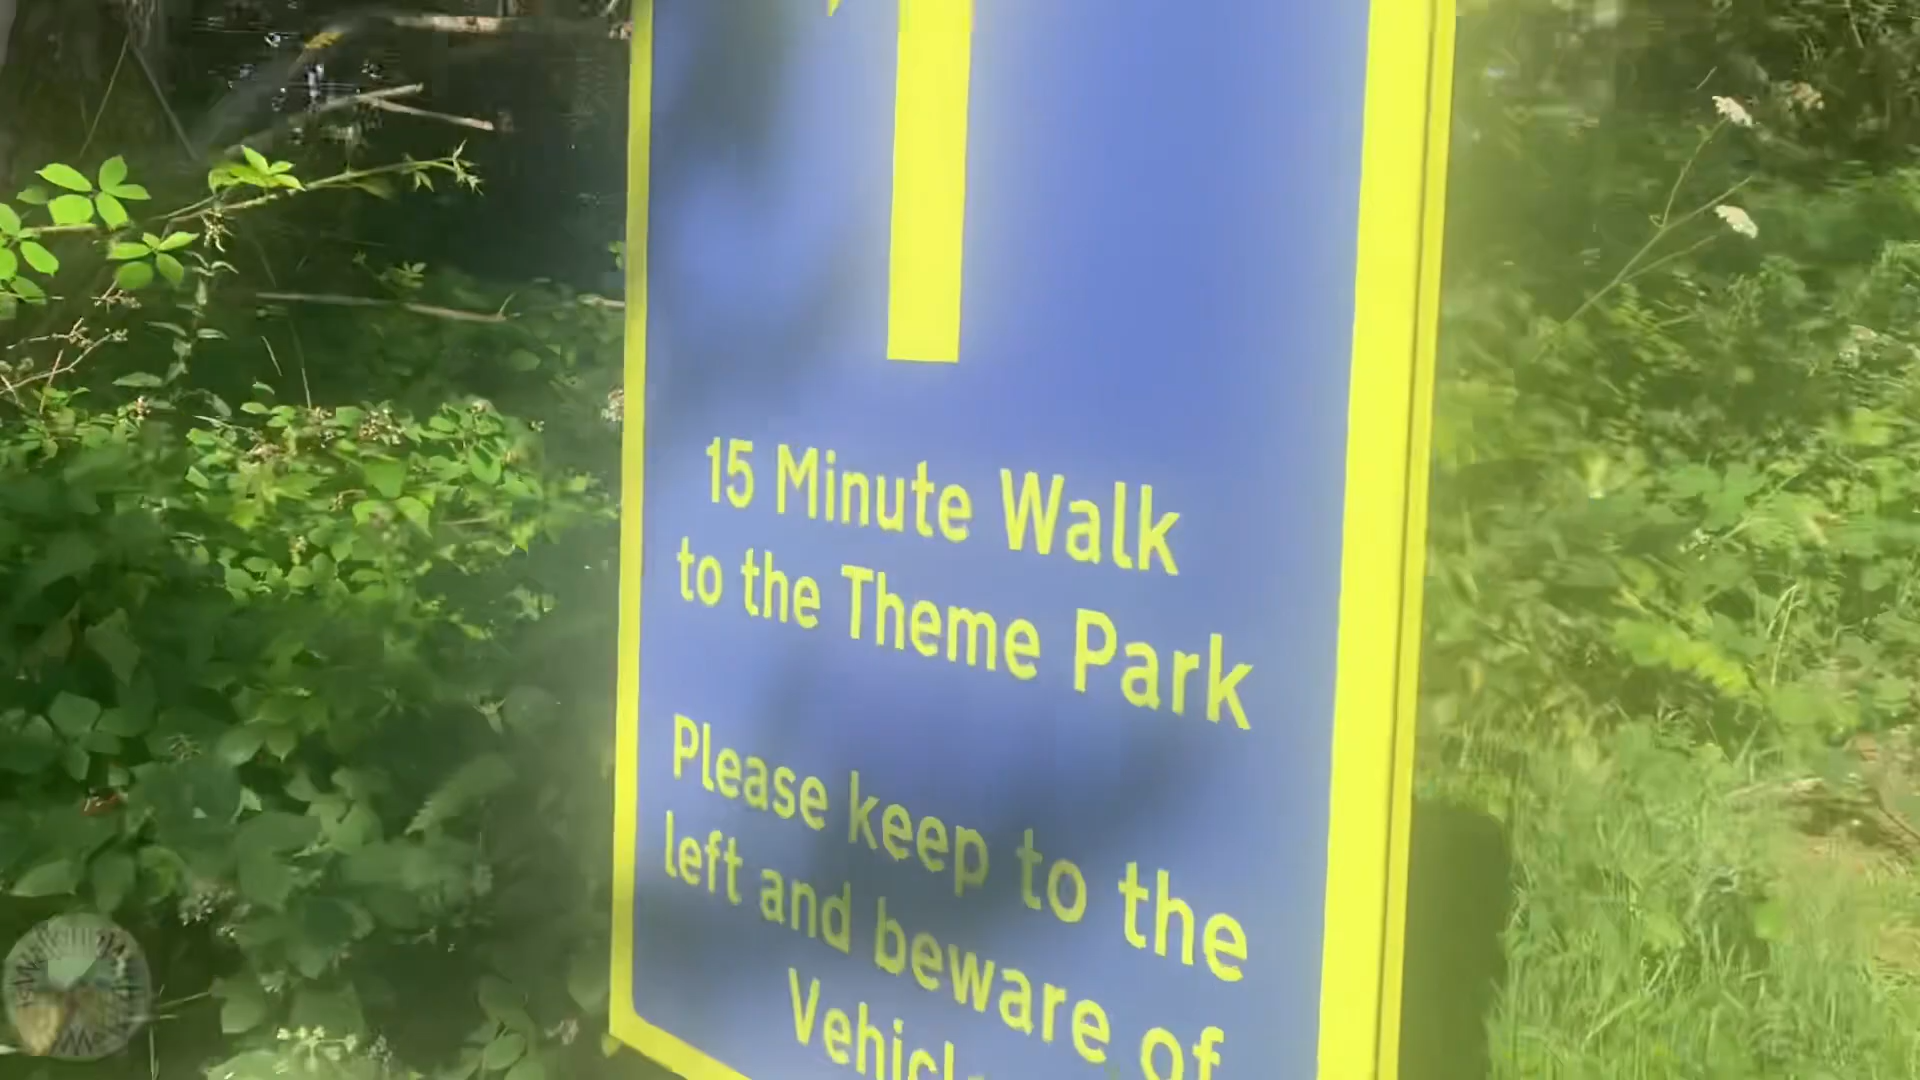 15 Minute Walk
to the Theme Park
Please keep to the
left and beware of